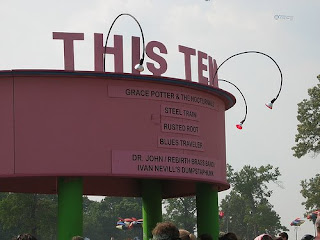 THIS TEN
GRACE POTTER & THE NOCTURNALS
STEEL TRAIN
RUSTED ROOT
BLUES TRAVELER
DR. JOHN / REBIRTH BRASS BAND /
IVAN NEVILL'S DUMPSTAPHUNK